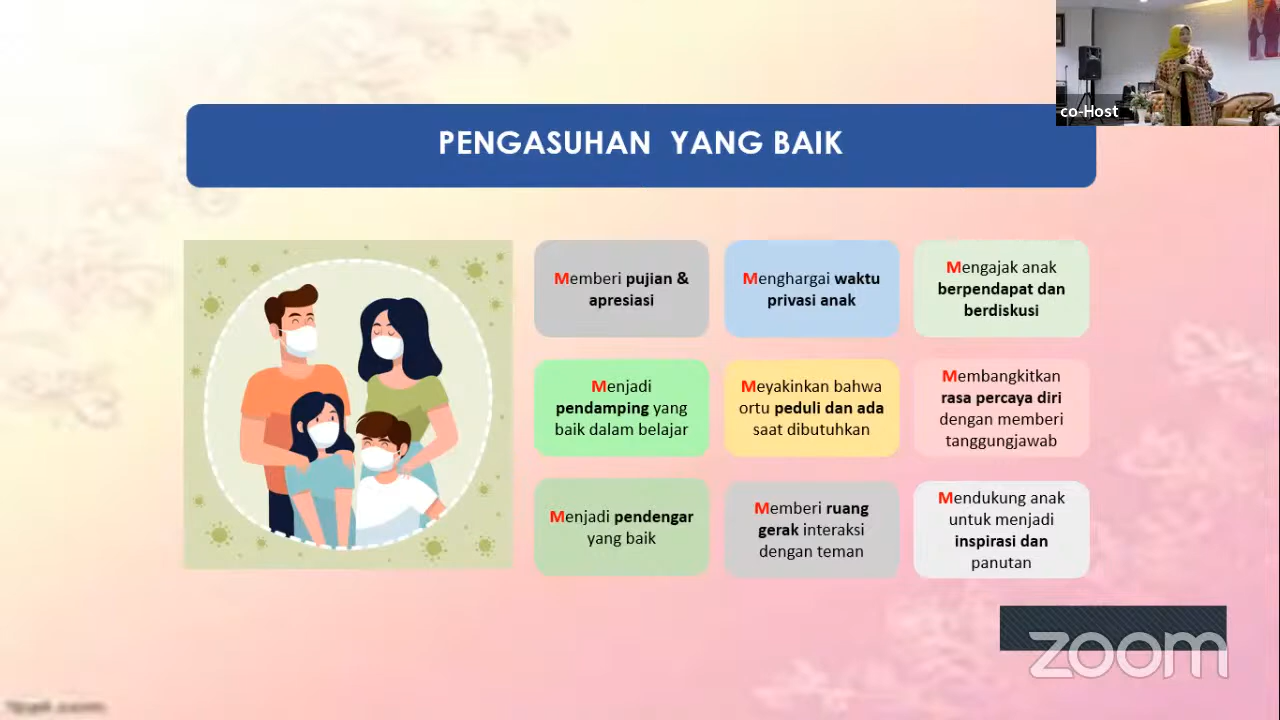 co-Host
PENGASUHAN YANG BAIK
Memberi pujian &
apresiasi
Menghargai waktu
privasi anak
Mengajak anak
berpendapat dan
berdiskusi
Menjadi
pendamping yang
baik dalam belajar
Meyakinkan bahwa
ortu peduli dan ada
saat dibutuhkan
Membangkitkan
rasa percaya diri
dengan memberi
tanggungjawab
Menjadi pendengar
yang baik
Memberi ruang
gerak interaksi
dengan teman
Mendukung anak
untuk menjadi
inspirasi dan
panutan
zoom